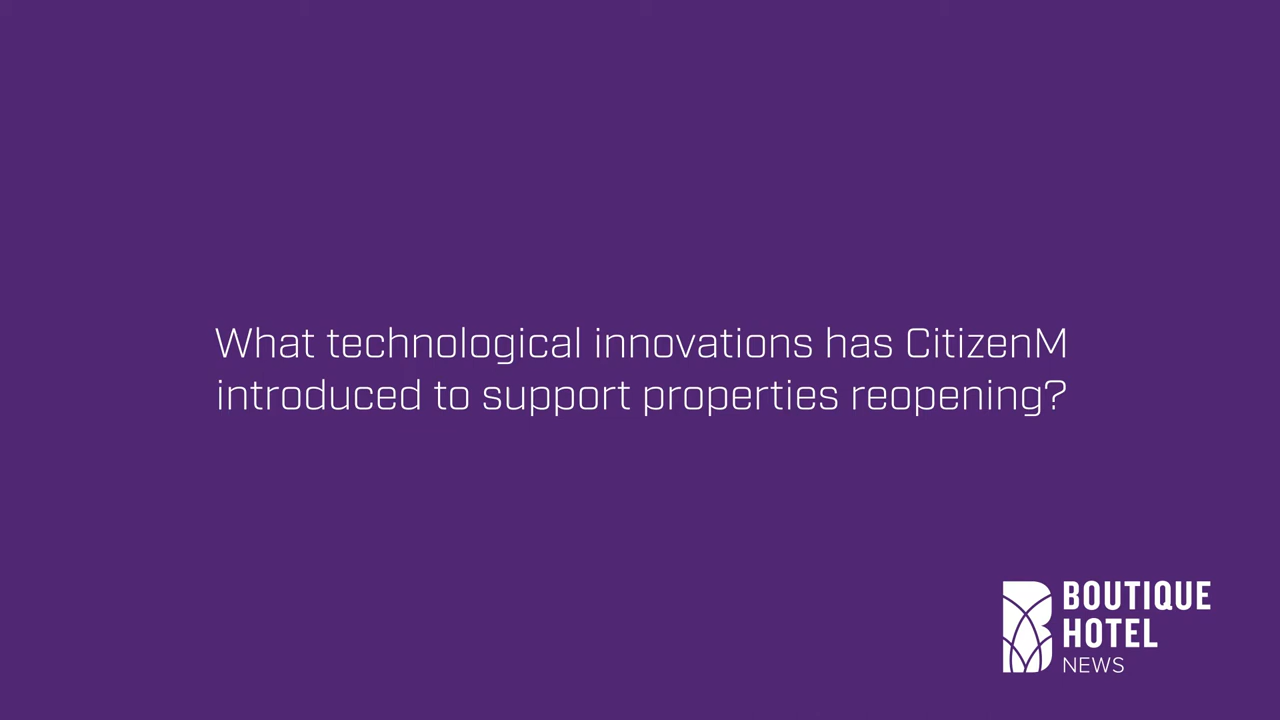 What technological innovations has CitizenM
introduced to support properties reopening?
BOUTIQUE
HOTEL
NEWS